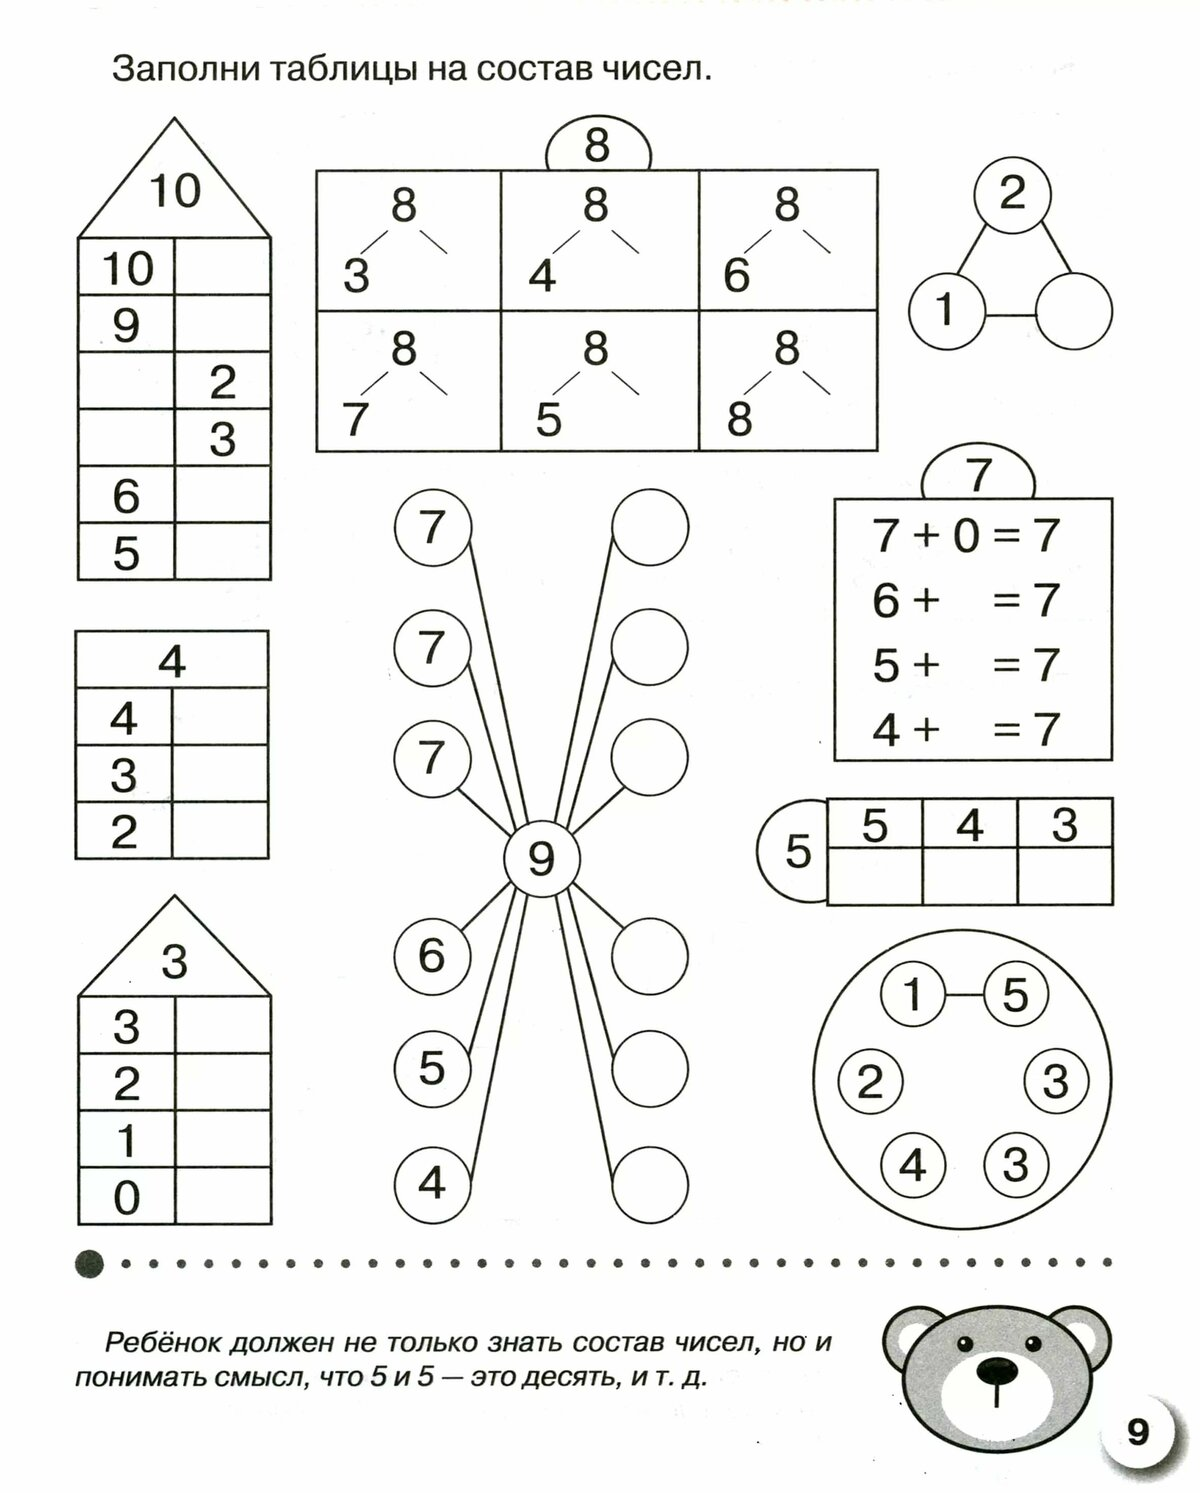 Заполни таблицы на состав чисел.
10
10
9
2
3
6
5
8
8 8 8
3 4 6
8 8 8
7 5 8
2
1
7
7 + 0 = 7
6 + = 7
5 + = 7
4 + = 7
4
4
3
2
7
7
7
9
6
5
4
5
5 4 3
3
3
2
1
0
1 5
2 3
4 3
Ребёнок должен не только знать состав чисел, но и
понимать смысл, что 5 и 5 — это десять, и т. д.
9